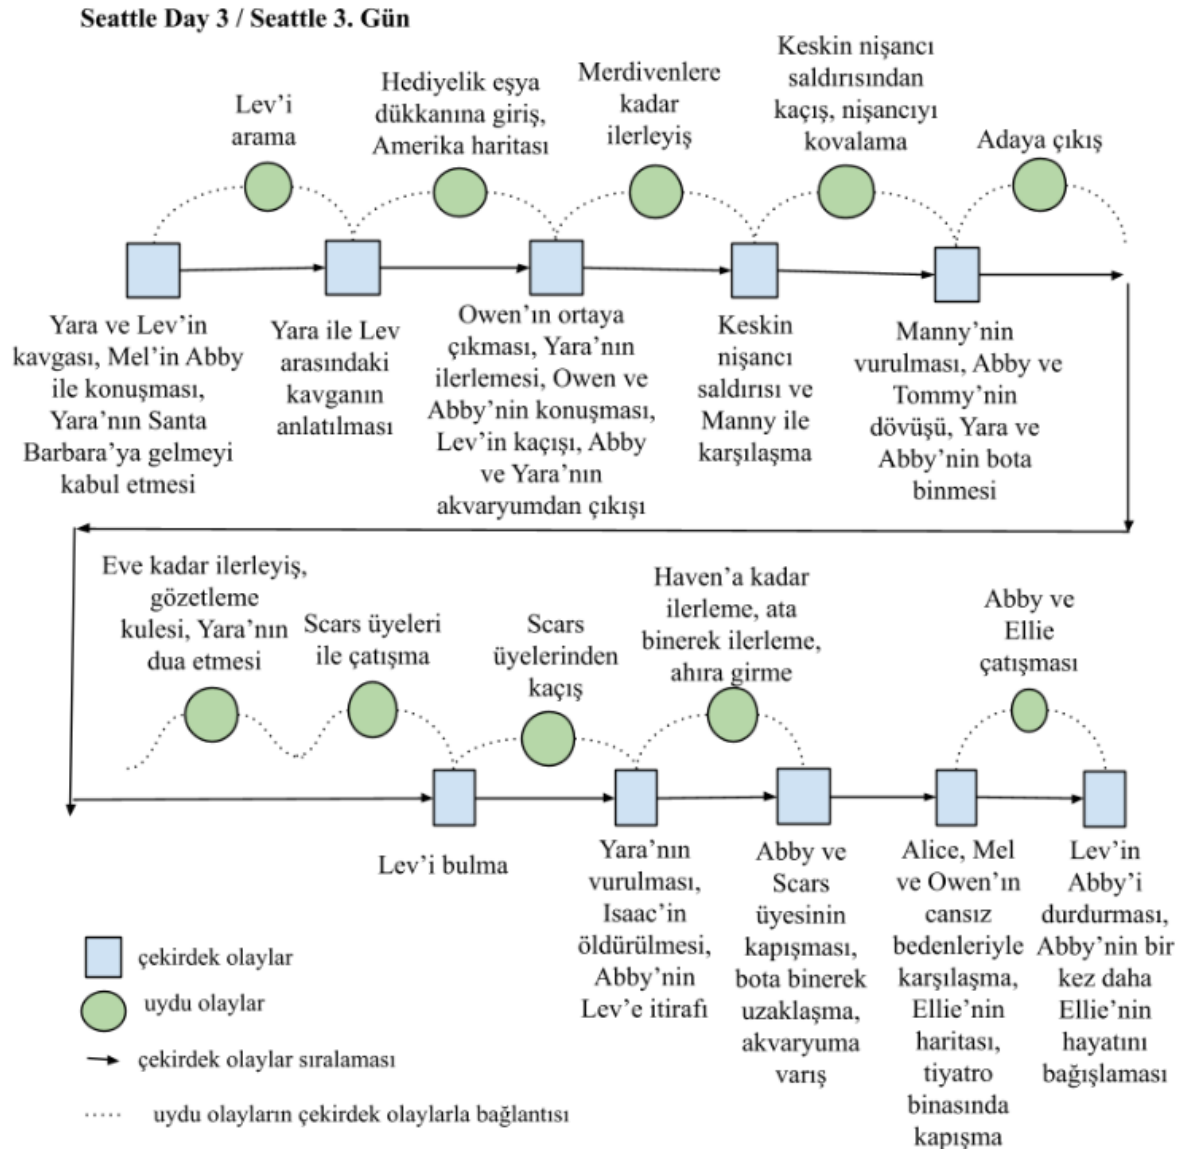 Seattle Day 3 / Seattle 3. Gün
Lev’i
arama
Hediyelik eşya
dükkanına giriş,
Amerika haritası
Merdivenlere
kadar
ilerleyiş
Keskin nişancı
saldırısından
kaçış, nişancıyı
kovalama
Adaya çıkış
Yara ve Lev’in
kavgası, Mel’in Abby
ile konuşması,
Yara’nın Santa
Barbara’ya gelmeyi
kabul etmesi
Yara ile Lev
arasındaki
kavganın
anlatılması
Owen’ın ortaya
çıkması, Yara’nın
ilerlemesi, Owen ve
Abby’nin konuşması,
Lev’in kaçışı, Abby
ve Yara’nın
akvaryumdan çıkışı
Keskin
nişancı
saldırısı ve
Manny ile
karşılaşma
Manny’nin
vurulması, Abby ve
Tommy’nin
dövüşü, Yara ve
Abby’nin bota
binmesi
Eve kadar ilerleyiş,
gözetleme
kulesi, Yara’nın
dua etmesi
Scars üyeleri
ile çatışma
Scars
üyelerinden
kaçış
Haven’a kadar
ilerleme, ata
binerek ilerleme,
ahıra girme
Abby ve
Ellie
çatışması
Lev’i bulma
Yara’nın
vurulması,
Isaac’in
öldürülmesi,
Abby’nin
Lev’e itirafı
Abby ve
Scars
üyesinin
kapışması,
bota binerek
uzaklaşma,
akvaryuma
varış
Alice, Mel
ve Owen’ın
cansız
bedenleriyle
karşılaşma,
Ellie’nin
haritası,
tiyatro
binasında
kapışma
Lev’in
Abby’i
durdurması,
Abby’nin bir
kez daha
Ellie’nin
hayatını
bağışlaması
çekirdek olaylar
uydu olaylar
çekirdek olaylar sıralaması
uydu olayların çekirdek olaylarla bağlantısı